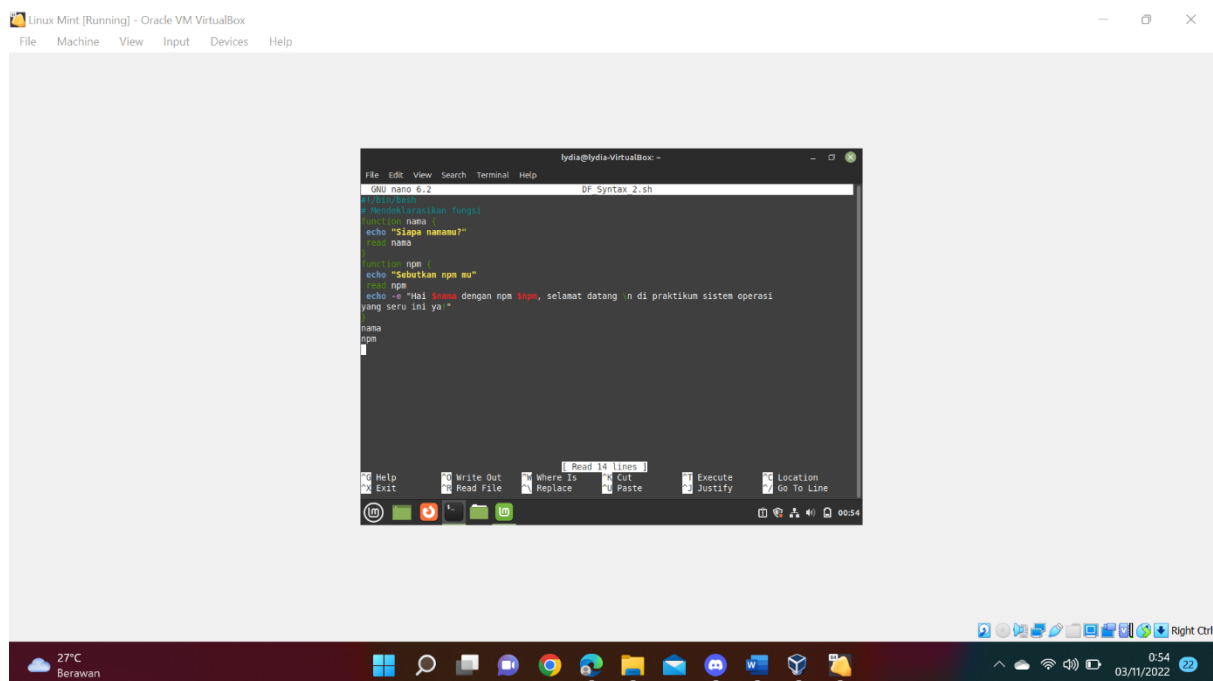 Linux Mint [Running] - Oracle VM VirtualBox
File Machine View Input Devices Help
lydia@lydia-VirtualBox: ~
File Edit View Search Terminal Help
GNU nano 6.2 DF_Syntax_2.sh
#!/bin/bash
# Mendeklarasikan fungsi
function nama {
echo "Siapa namamu?"
read nama
}
function npm {
echo "Sebutkan npm mu"
read npm
echo -e "Hai $nama dengan npm $npm, selamat datang \n di praktikum sistem operasi
yang seru ini ya!"
}
nama
npm
[ Read 14 lines ]
^G Help ^O Write Out ^W Where Is ^K Cut ^T Execute ^C Location
^X Exit ^R Read File ^\ Replace ^U Paste ^J Justify ^/ Go To Line
00:54
Right Ctrl
27°C
Berawan
0:54
03/11/2022
22